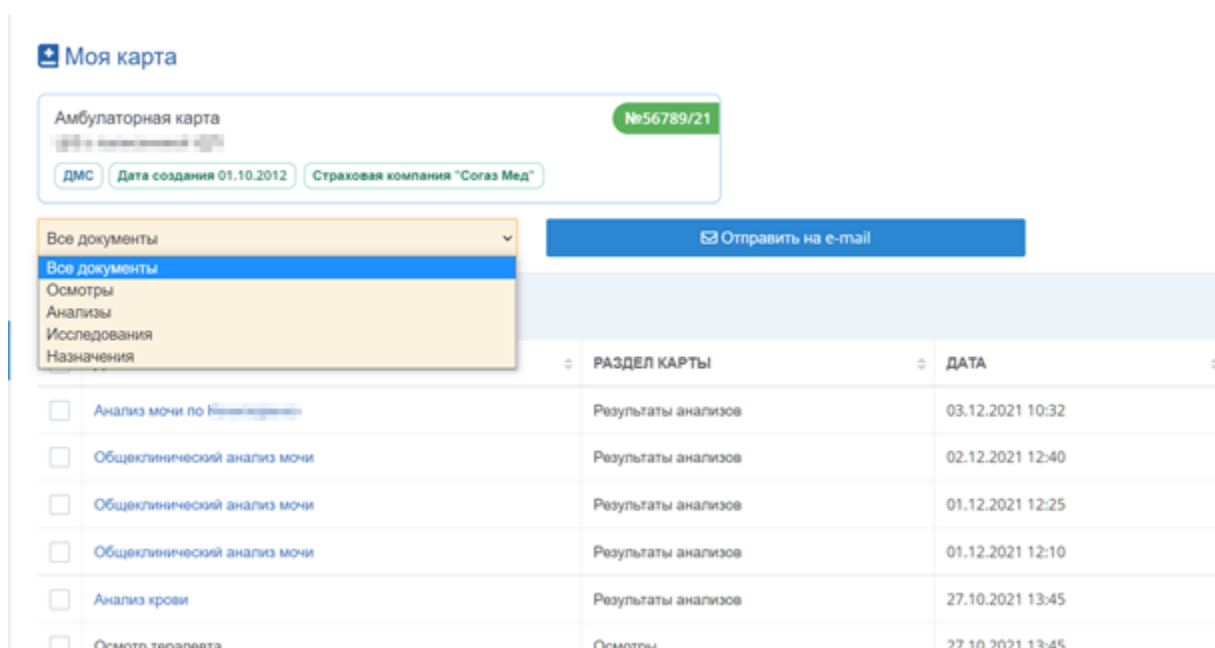 Моя карта
Амбулаторная карта
№56789/21
ДМС Дата создания 01.10.2012 Страховая компания "Согаз Мед"
Все документы
Отправить на e-mail
Все документы
Осмотры
Анализы
Исследования
Назначения
РАЗДЕЛ КАРТЫ ДАТА
Анализ мочи по Результаты анализов 03.12.2021 10:32
Общеклинический анализ мочи Результаты анализов 02.12.2021 12:40
Общеклинический анализ мочи Результаты анализов 01.12.2021 12:25
Общеклинический анализ мочи Результаты анализов 01.12.2021 12:10
Анализ крови Результаты анализов 27.10.2021 13:45
Осмотр терапевта Осмотры 27.10.2021 13:45